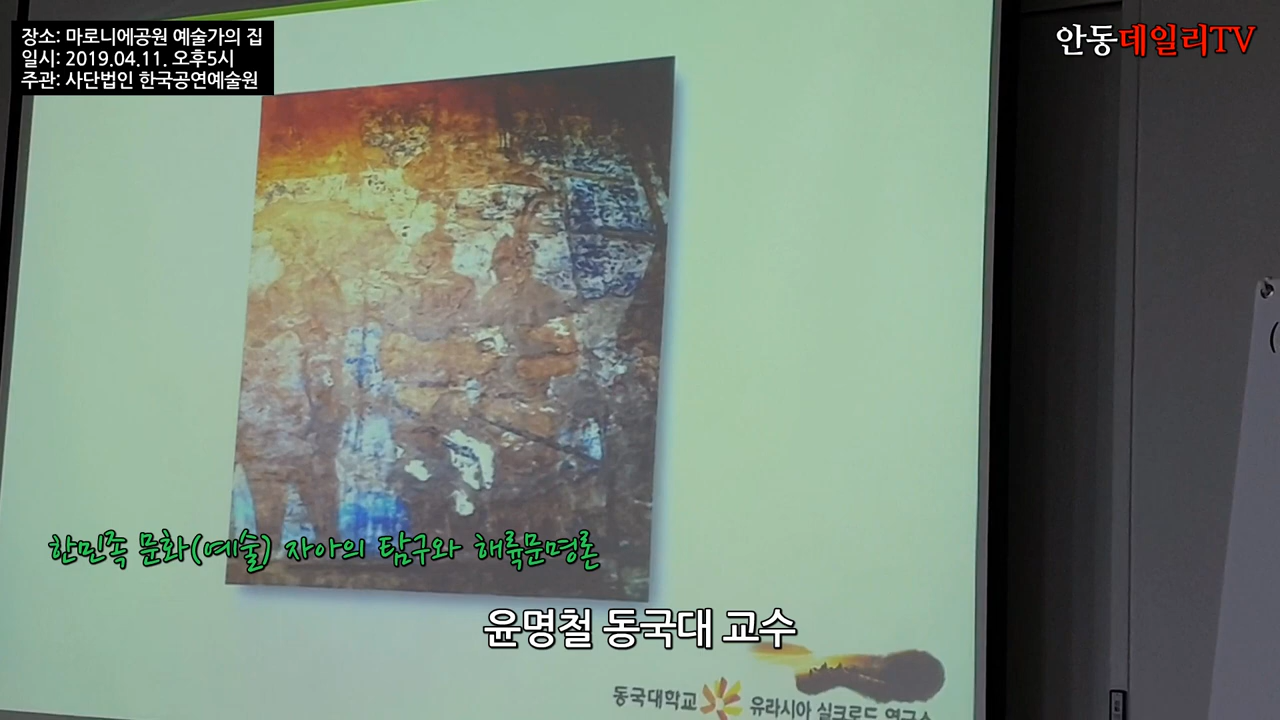 장소: 마로니에공원 예술가의 집
일시: 2019.04.11. 오후5시
주관: 사단법인 한국공연예술원
안동데일리TV
한민족 문화(예술) 자아의 탐구와 해륙문명론
윤명철 동국대 교수
동국대학교 유라시아 실크로드 연구소